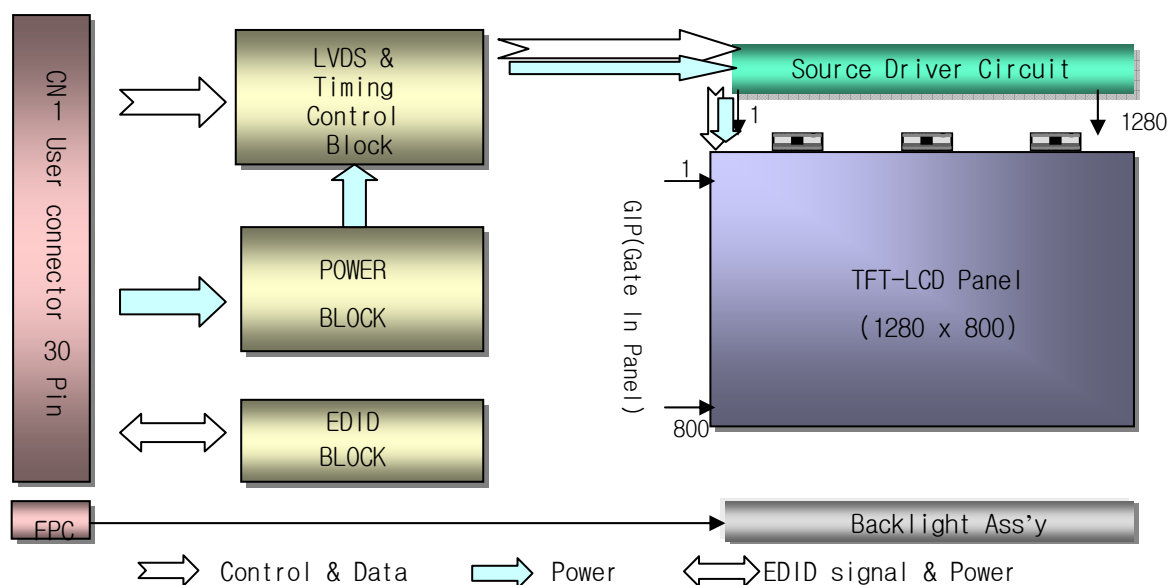 CN-1 User connector 30 Pin
LVDS &
Timing
Control
Block
Source Driver Circuit
1
1280
1
GIP(Gate In Panel)
800
TFT-LCD Panel
(1280 x 800)
POWER
BLOCK
EDID
BLOCK
FPC
Backlight Ass'y
Control & Data
Power
EDID signal & Power